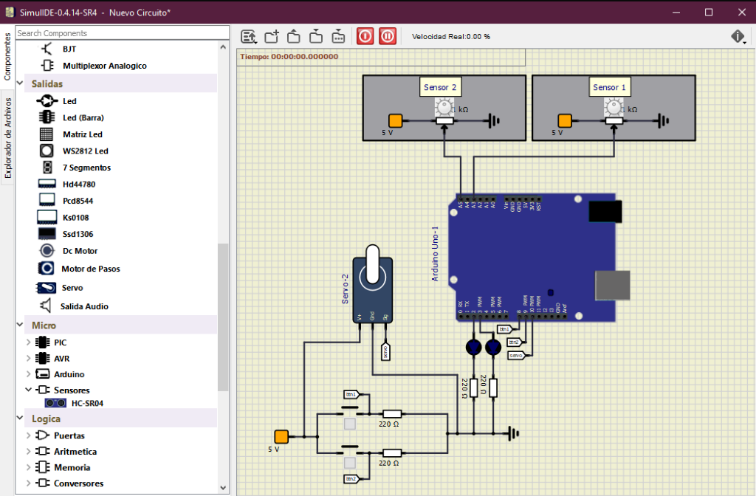 SimulIDE-0.4.14-SR4 - Nuevo Circuito*
Componentes
Explorador de Archivos
Search Components
BJT
Multiplexor Analogico
Salidas
Led
Led (Barra)
Matriz Led
WS2812 Led
7 Segmentos
Hd44780
Pcd8544
Ks0108
Ssd1306
Dc Motor
Motor de Pasos
Servo
Salida Audio
Micro
PIC
AVR
Arduino
Sensores
HC-SR04
Logica
Puertas
Aritmetica
Memoria
Conversores
Velocidad Real:0.00 %
Tiempo: 00:00:00.000000
Sensor 2
kΩ
5 V
Sensor 1
kΩ
5 V
Arduino Uno-1
Servo-2
V+
Gnd
Sg
220 Ω
220 Ω
220 Ω
220 Ω
5 V